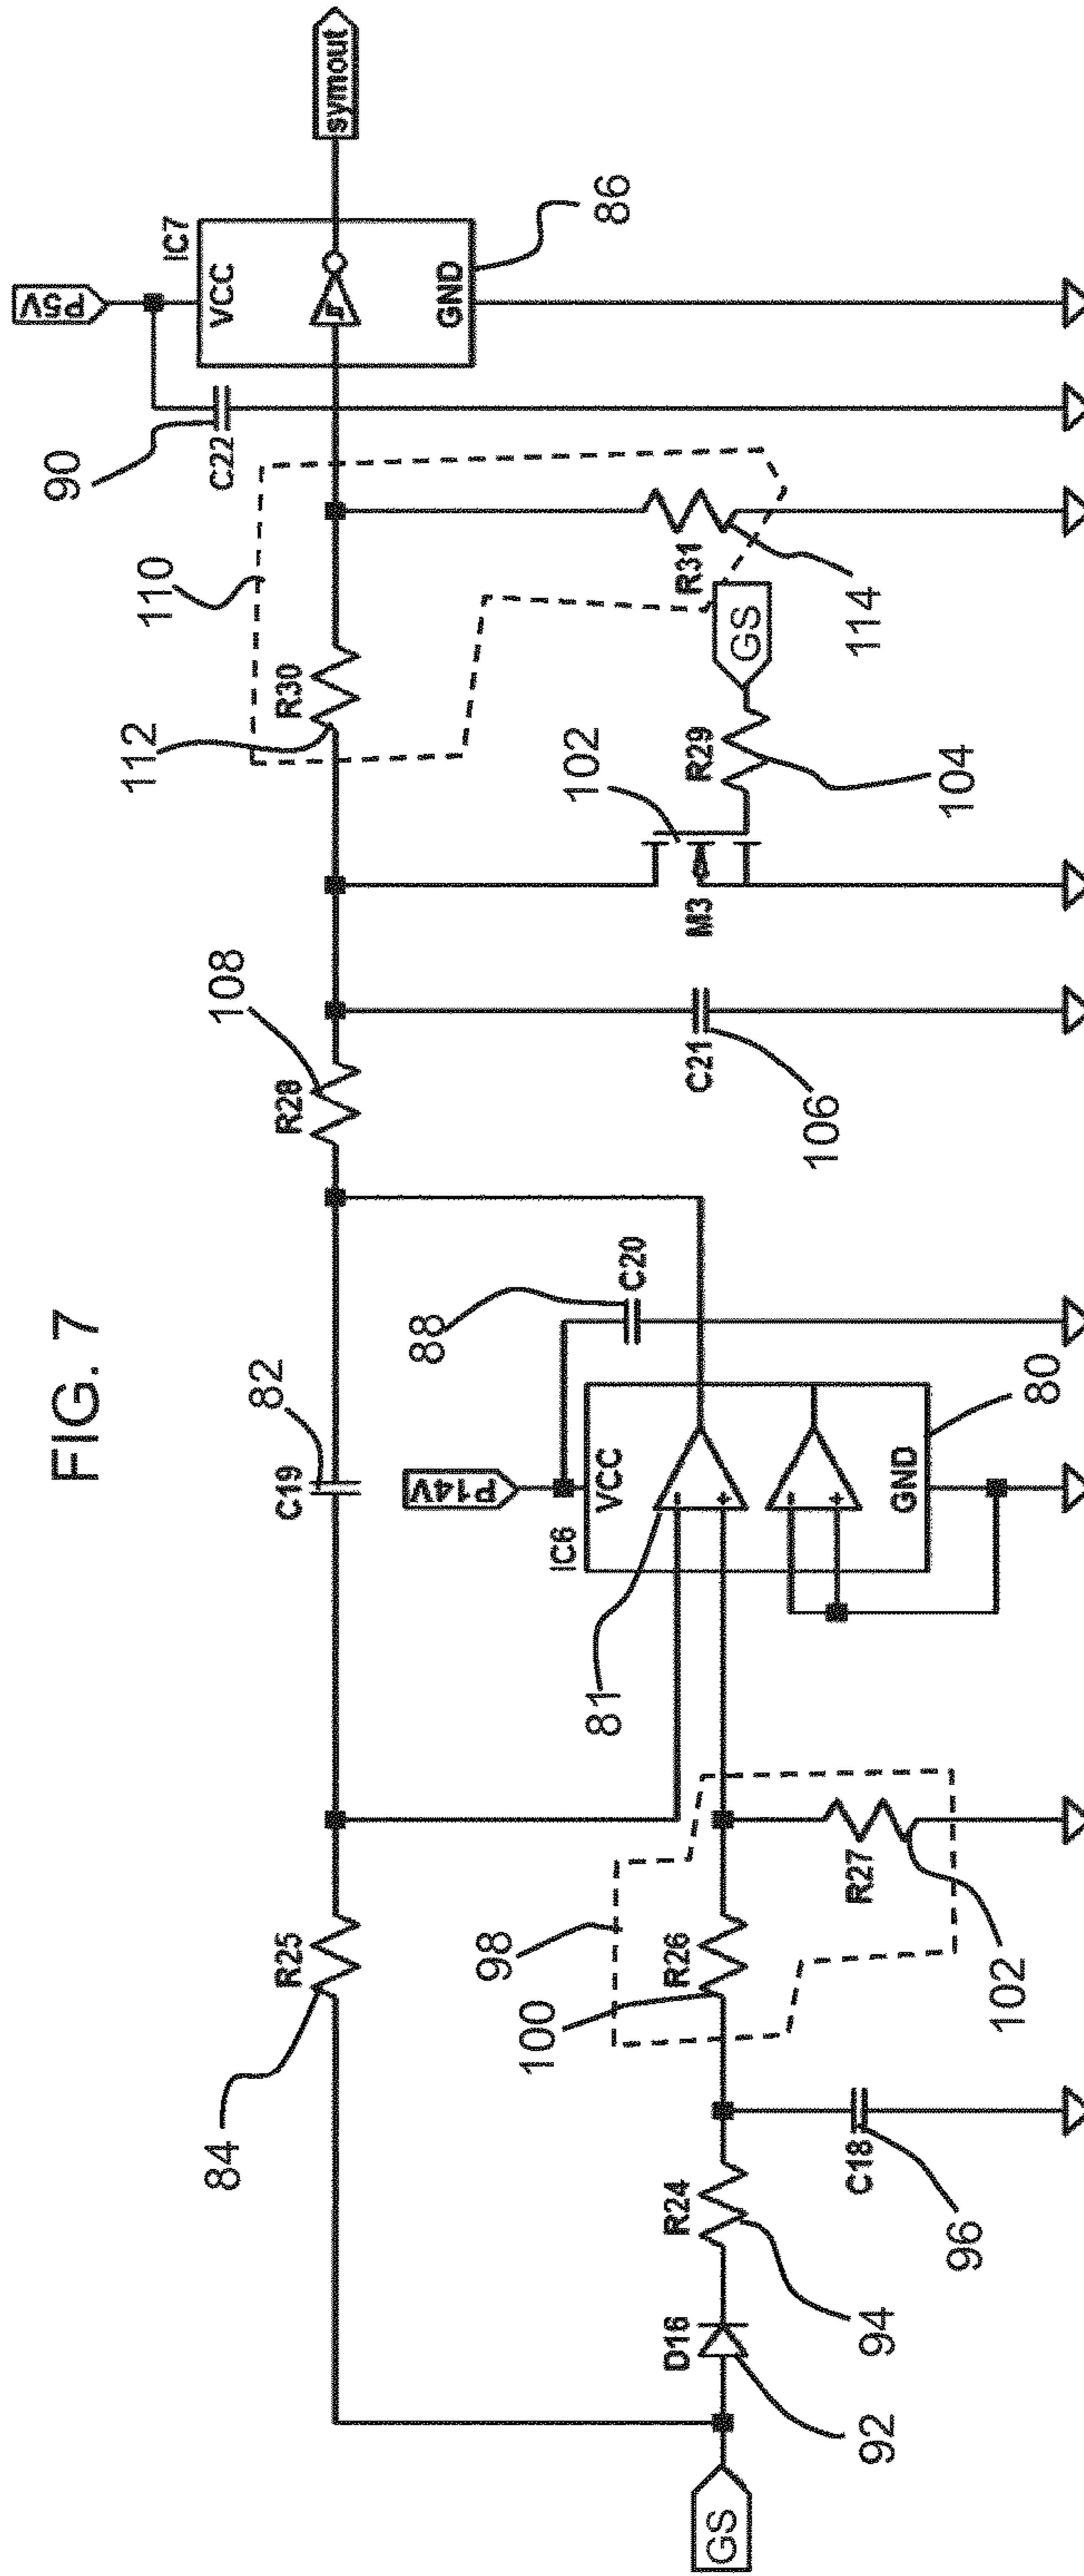 FIG. 7
84
R25
C19
82
108
R28
112
R30
110
90
C22
P5V
IC7
VCC
GND
86
symout
GS
92
D16
94
R24
96
C18
98
100
R26
R27
102
81
IC6
P14V
VCC
-
+
-
+
GND
80
88
C20
C21
106
M3
102
R29
104
GS
R31
114